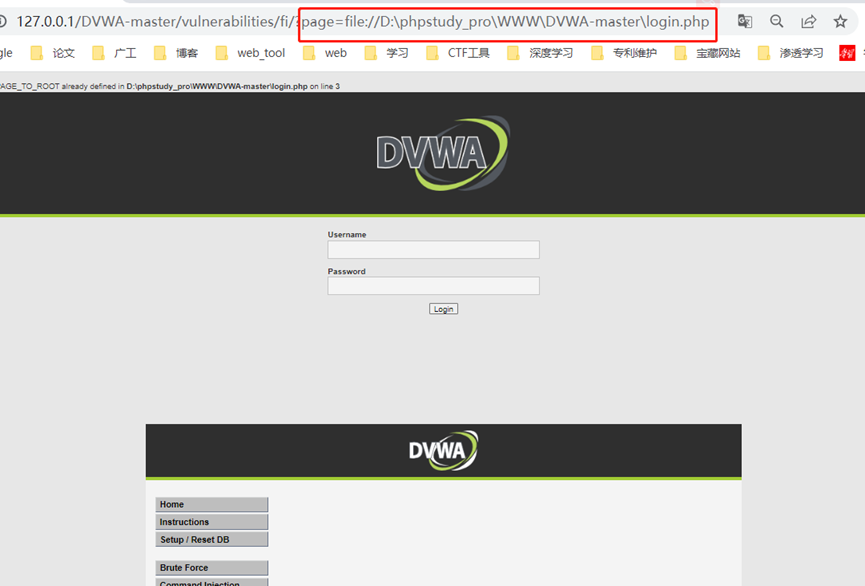 127.0.0.1/DVWA-master/vulnerabilities/fi/?page=file://D:\phpstudy_pro\WWW\DVWA-master\login.php
gle 论文 广工 博客 web_tool web 学习 CTF工具 深度学习 专利维护 宝藏网站 渗透学习
AGE_TO_ROOT already defined in D:\phpstudy_pro\WWW\DVWA-master\login.php on line 3
DVWA
Username
Password
Login
DVWA
Home
Instructions
Setup / Reset DB
Brute Force
Command Injection